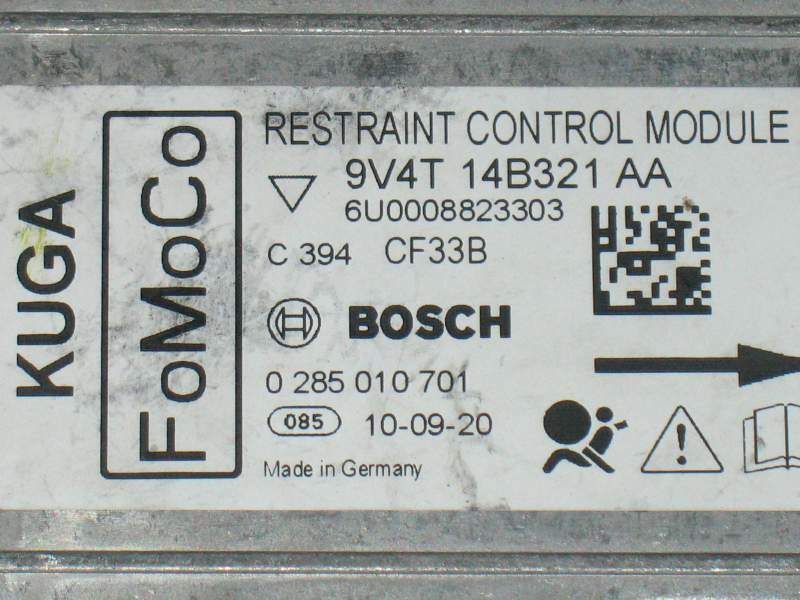 KUGA
FoMoCo
RESTRAINT CONTROL MODULE
9V4T 14B321 AA
6U0008823303
C 394 CF33B
BOSCH
0 285 010 701
085 10-09-20
Made in Germany